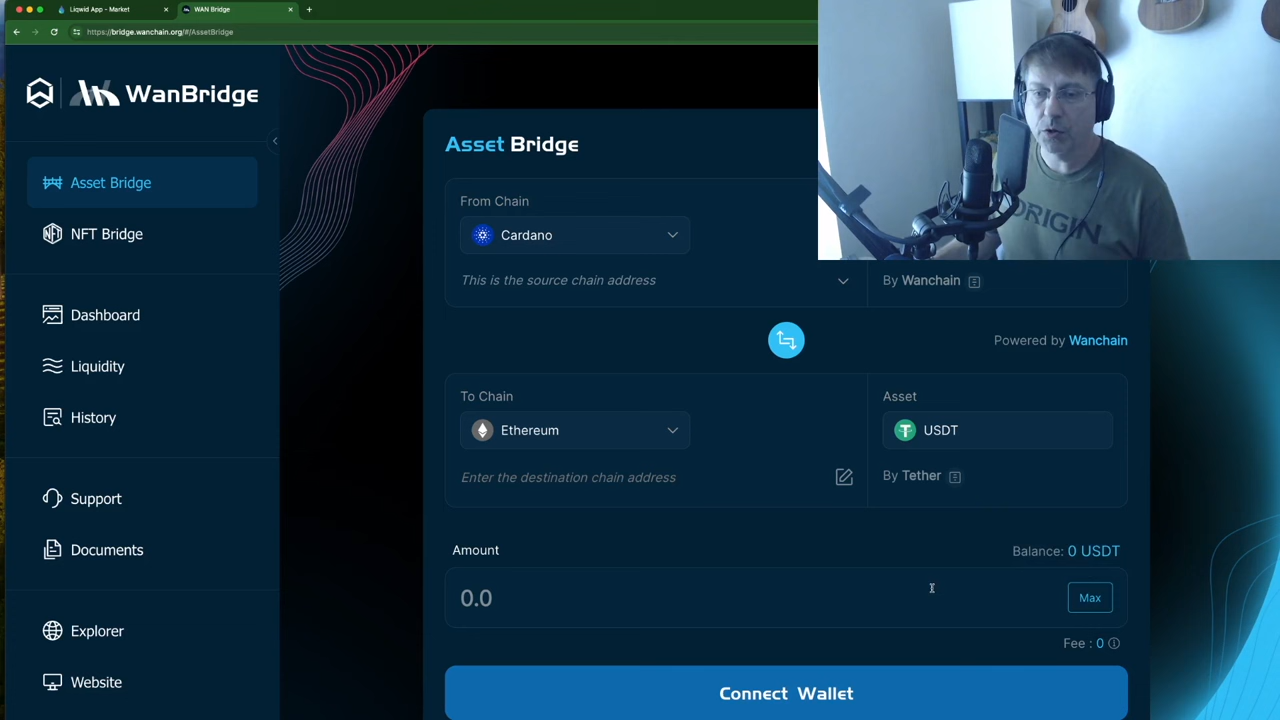 Liqwid App - Market
WAN Bridge
https://bridge.wanchain.org/#/AssetBridge
WanBridge
Asset Bridge
NFT Bridge
Dashboard
Liquidity
History
Support
Documents
Explorer
Website
Asset Bridge
From Chain
Cardano
This is the source chain address
By Wanchain
Powered by Wanchain
To Chain
Ethereum
Enter the destination chain address
Asset
USDT
By Tether
Amount
Balance: 0 USDT
0.0
Max
Fee : 0
Connect Wallet
ORIGIN